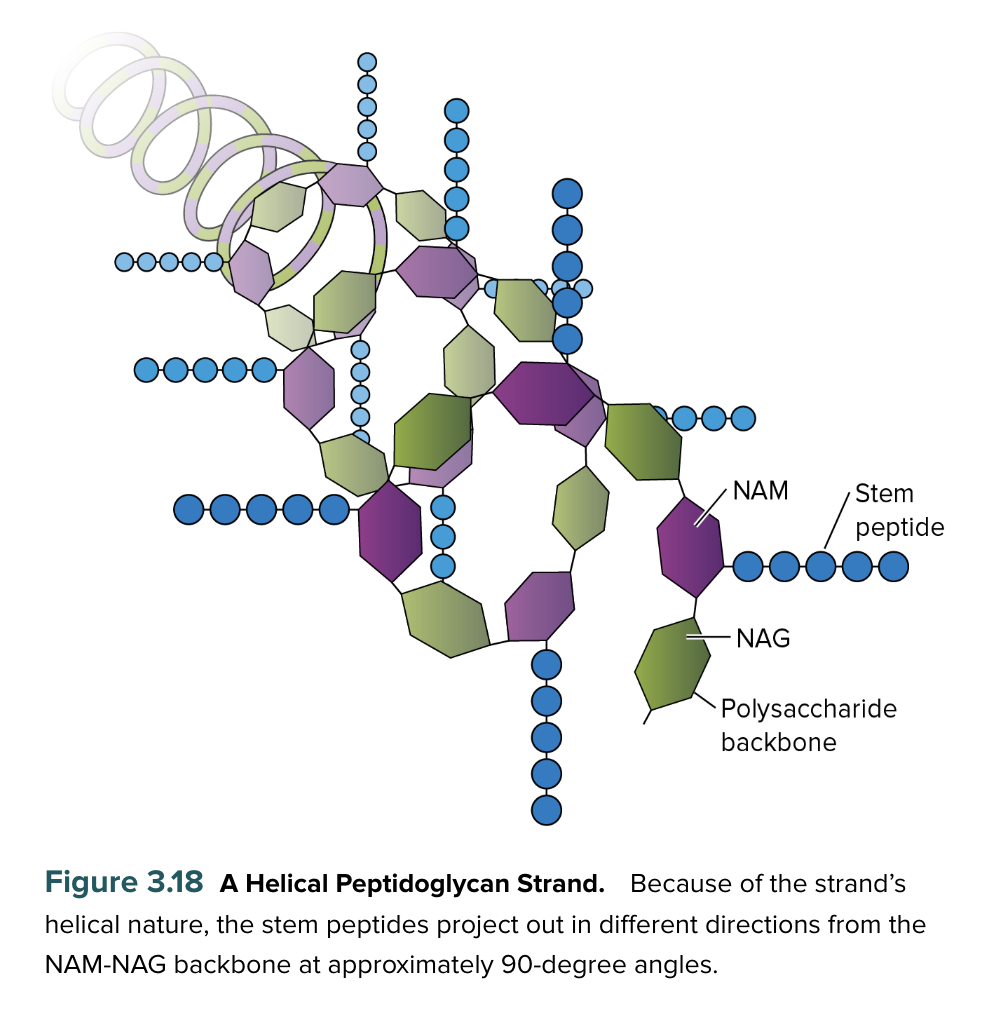 NAM
Stem
peptide
NAG
Polysaccharide
backbone
Figure 3.18 A Helical Peptidoglycan Strand. Because of the strand’s
helical nature, the stem peptides project out in different directions from the
NAM-NAG backbone at approximately 90-degree angles.